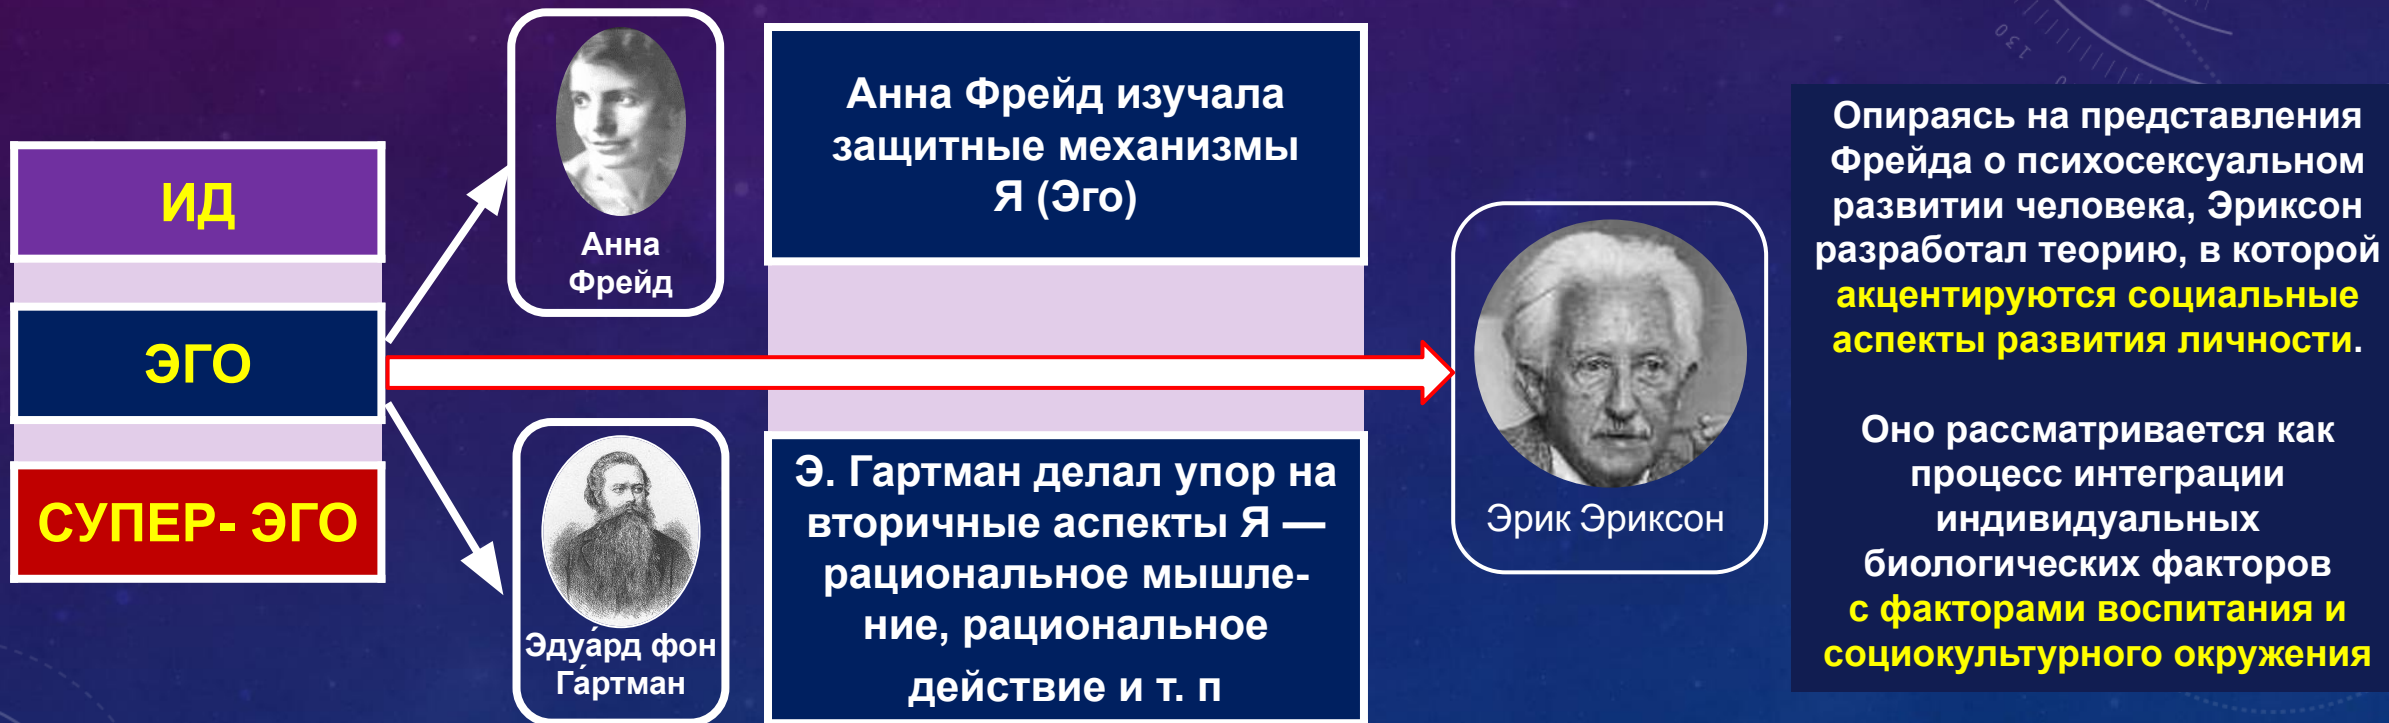 ИД
ЭГО
СУПЕР- ЭГО
Анна
Фрейд
Эдуа́рд фон
Га́ртман
Анна Фрейд изучала
защитные механизмы
Я (Эго)
Э. Гартман делал упор на
вторичные аспекты Я —
рациональное мышле-
ние, рациональное
действие и т. п
Эрик Эриксон
130
Опираясь на представления
Фрейда о психосексуальном
развитии человека, Эриксон
разработал теорию, в которой
акцентируются социальные
аспекты развития личности.
Оно рассматривается как
процесс интеграции
индивидуальных
биологических факторов
с факторами воспитания и
социокультурного окружения